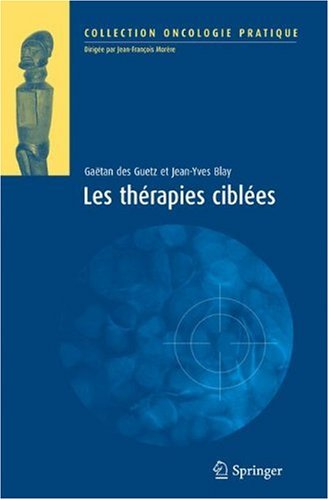 COLLECTION ONCOLOGIE PRATIQUE
Dirigée par Jean-François Morère
Gaëtan des Guetz et Jean-Yves Blay
Les thérapies ciblées
Springer